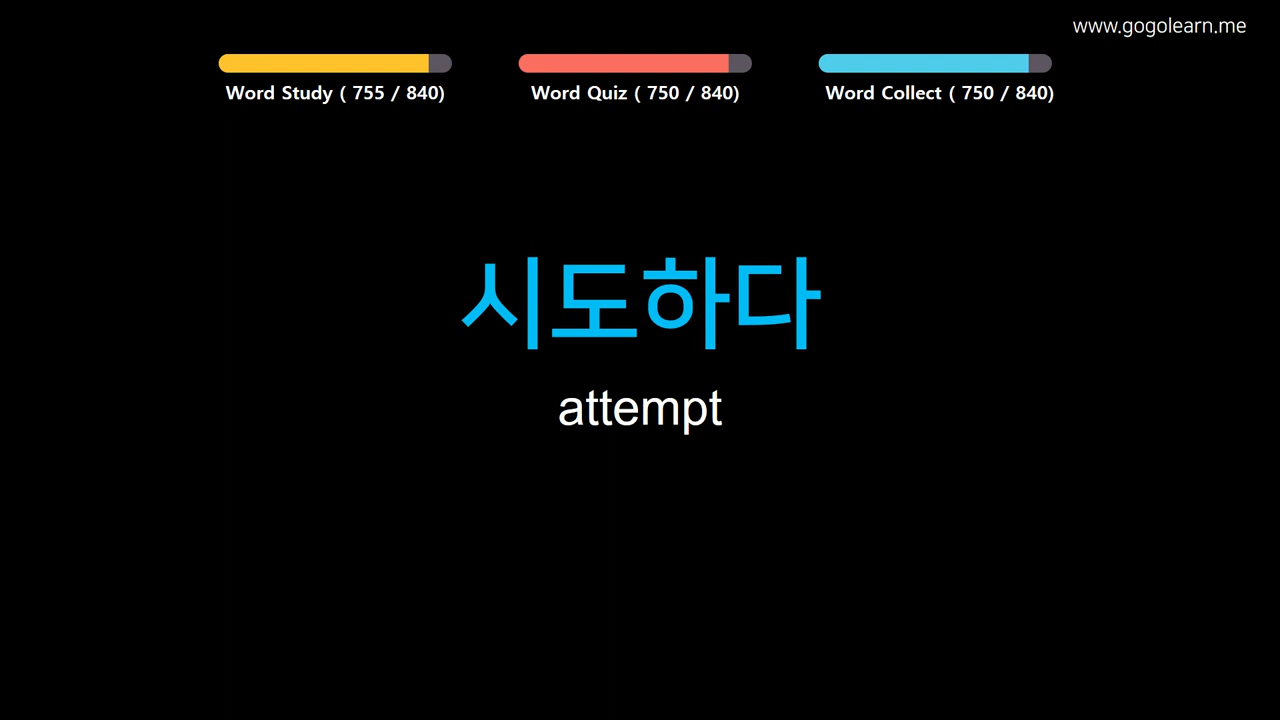 www.gogolearn.me
Word Study ( 755 / 840)
Word Quiz ( 750 / 840)
Word Collect ( 750 / 840)
시도하다
attempt